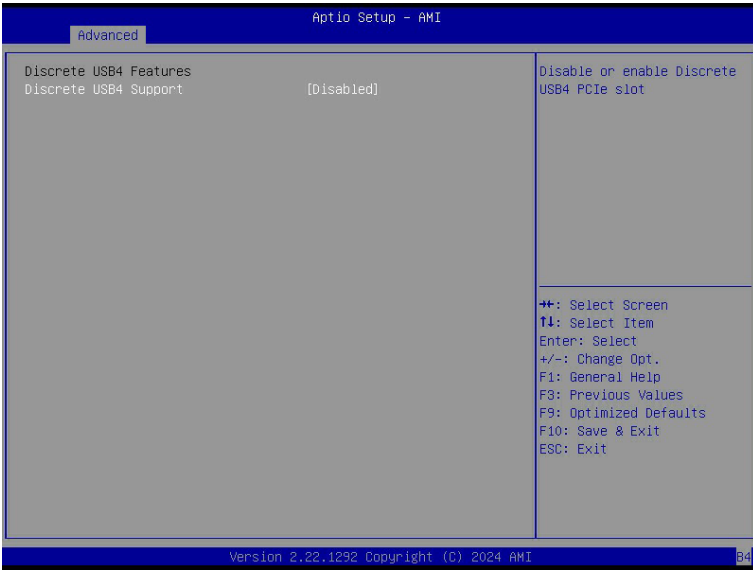 Aptio Setup – AMI
Advanced
Discrete USB4 Features
Discrete USB4 Support [Disabled]
Disable or enable Discrete
USB4 PCIe slot
→←: Select Screen
↑↓: Select Item
Enter: Select
+/-: Change Opt.
F1: General Help
F3: Previous Values
F9: Optimized Defaults
F10: Save & Exit
ESC: Exit
Version 2.22.1292 Copyright (C) 2024 AMI
B4